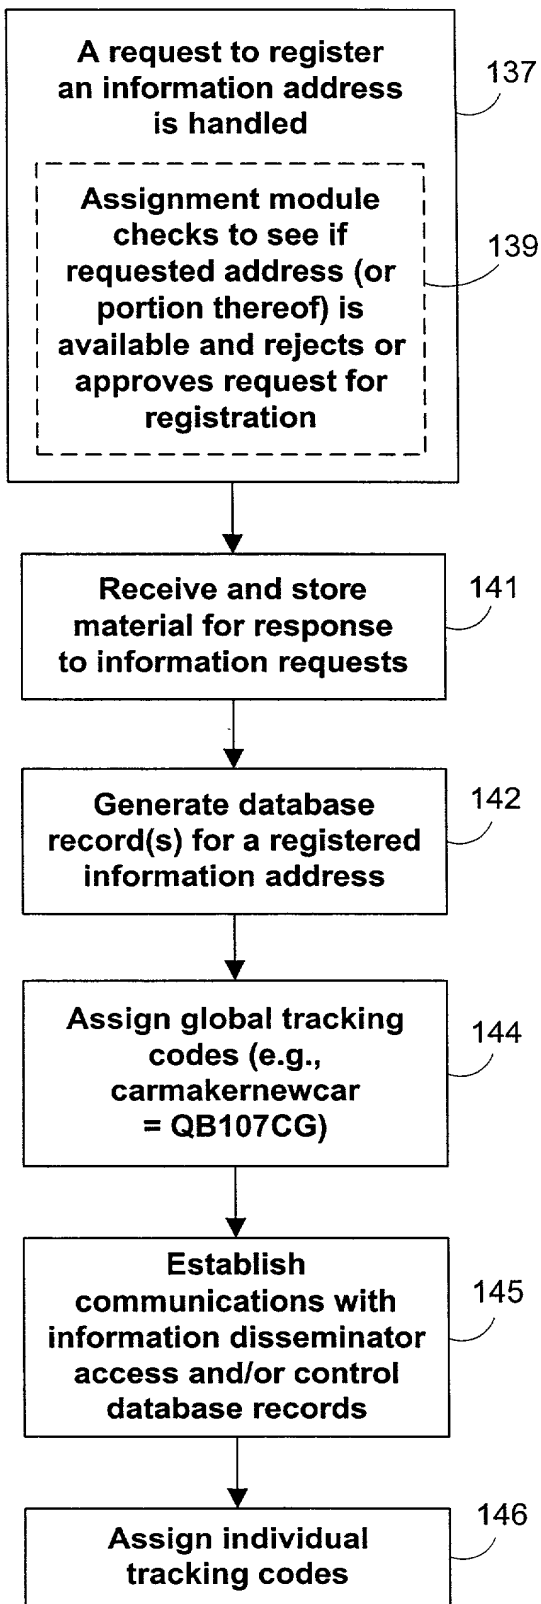 A request to register
an information address
is handled
137
Assignment module
checks to see if
requested address (or
portion thereof) is
available and rejects or
approves request for
registration
139
Receive and store
material for response
to information requests
141
Generate database
record(s) for a registered
information address
142
Assign global tracking
codes (e.g.,
carmakernewcar
= QB107CG)
144
Establish
communications with
information disseminator
access and/or control
database records
145
Assign individual
tracking codes
146